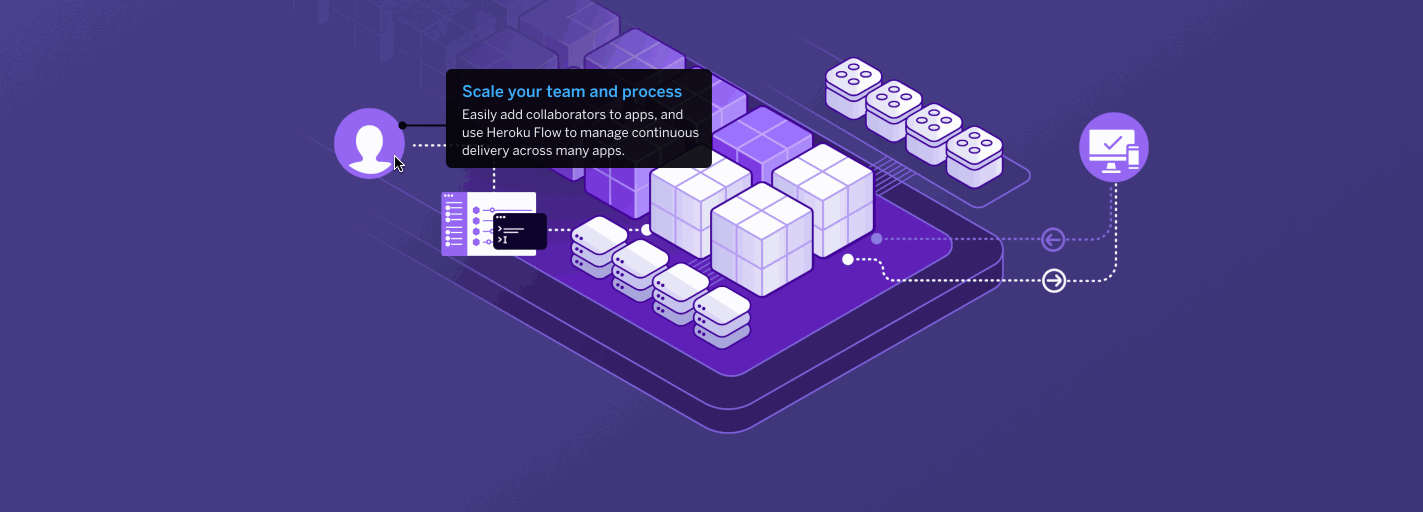 Scale your team and process
Easily add collaborators to apps, and
use Heroku Flow to manage continuous
delivery across many apps.